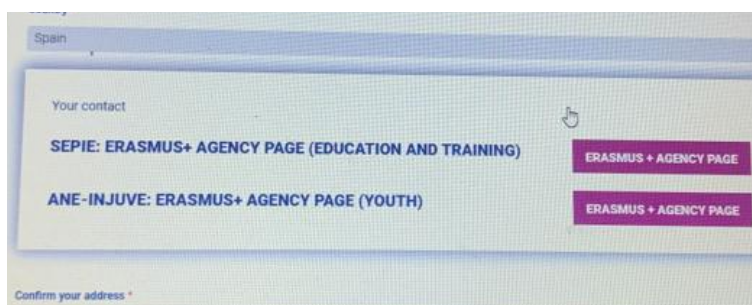 Spain
Your contact
SEPIE: ERASMUS+ AGENCY PAGE (EDUCATION AND TRAINING)
ERASMUS + AGENCY PAGE
ANE-INJUVE: ERASMUS+ AGENCY PAGE (YOUTH)
ERASMUS + AGENCY PAGE
Confirm your address *